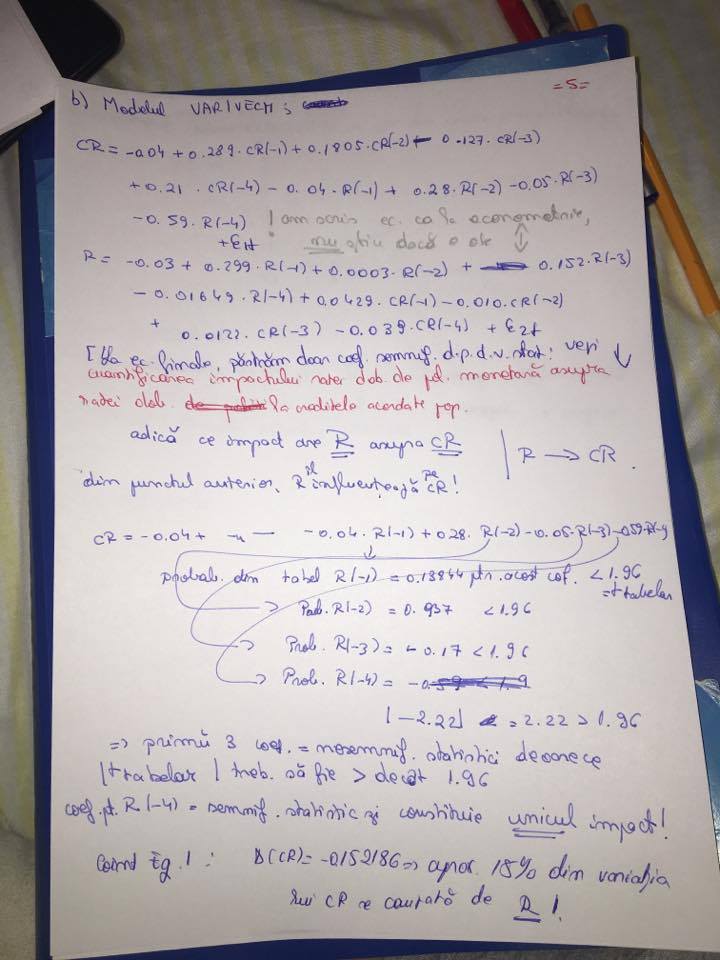 =5=
b) Modelul VAR/VECM:
CR = -0.04 + 0.289·CR(-1) + 0.1805·CR(-2) - 0.127·CR(-3)
+ 0.21·CR(-4) - 0.04·R(-1) + 0.28·R(-2) - 0.05·R(-3)
- 0.59·R(-4) ! am scris ec. ca la econometrie,
+ ε1t nu știu dacă e ok
R = -0.03 + 0.299·R(-1) + 0.0003·R(-2) + 0.152·R(-3)
- 0.01649·R(-4) + 0.0429·CR(-1) - 0.010·CR(-2)
+ 0.0122·CR(-3) - 0.039·CR(-4) + ε2t
[La ec. finale, păstrăm doar coef. semnif. d.p.d.v. stat: vezi ↓
cuantificarea impactului ratei dob. de pol. monetară asupra
ratei dob. la creditele acordate pop.
adică ce impact are R asupra CR | R → CR.
din punctul anterior, R îl influențează pe CR!
CR = -0.04 + -"- - 0.04·R(-1) + 0.28·R(-2) - 0.05·R(-3) - 0.59·R(-4)
probab. din tabel R(-1) = 0.13844 ptr. acest coef. < 1.96
= t tabelar
Prob. R(-2) = 0.937 < 1.96
Prob. R(-3) = -0.17 < 1.96
Prob. R(-4) =
|-2.22| = 2.22 > 1.96
=> primii 3 coef. = nesemnif. statistici deoarece
|t tabelar| treb. să fie > decât 1.96
coef. pt. R(-4) = semnif. statistic și constituie unicul impact!
Coint Eq. 1: D(CR) = -0.152186 => aprox. 15% din variația
lui CR e cauzată de R!